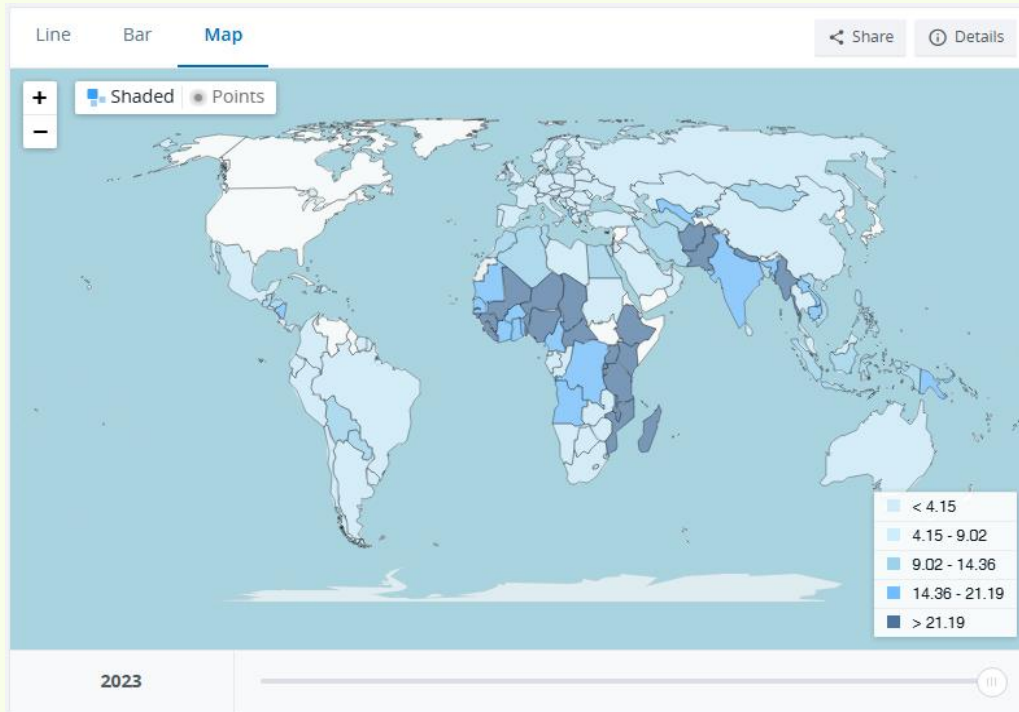 Line Bar Map Share Details
+ Shaded Points
−
< 4.15
4.15 - 9.02
9.02 - 14.36
14.36 - 21.19
> 21.19
2023